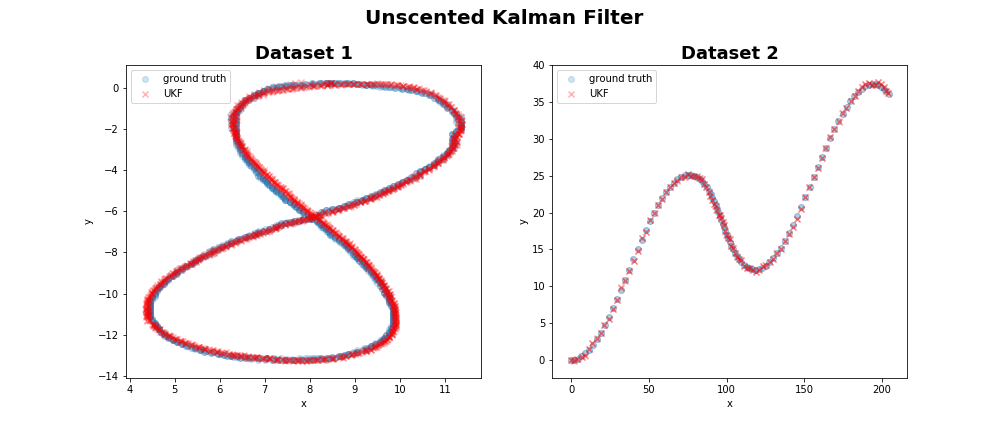 Unscented Kalman Filter
Dataset 1
ground truth
UKF
0
−2
−4
−6
−8
−10
−12
−14
y
4 5 6 7 8 9 10 11
x
Dataset 2
ground truth
UKF
40
35
30
25
20
15
10
5
0
y
0 50 100 150 200
x